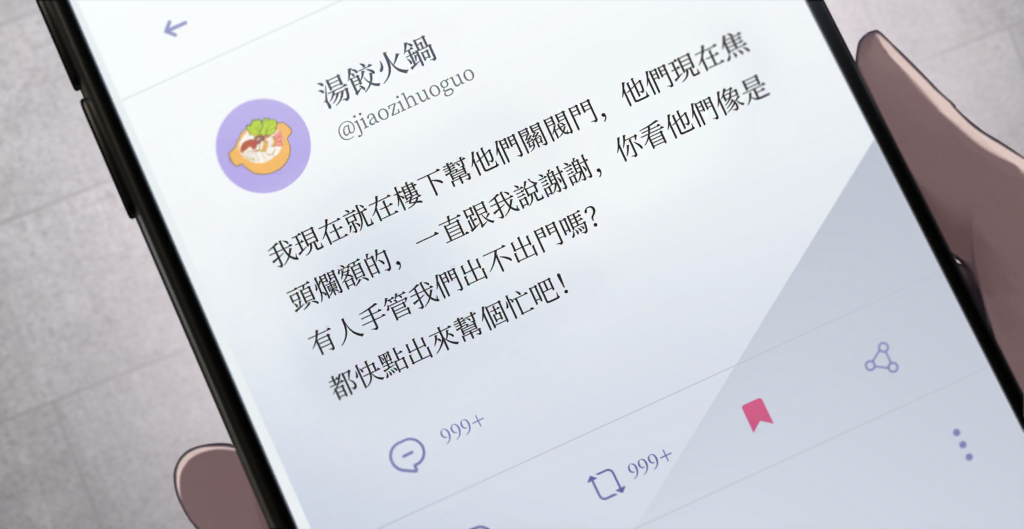 湯餃火鍋
@jiaozihuoguo
我現在就在樓下幫他們關閥門，他們現在焦
頭爛額的，一直跟我說謝謝，你看他們像是
有人手管我們出不出門嗎？
都快點出來幫個忙吧！
999+
999+